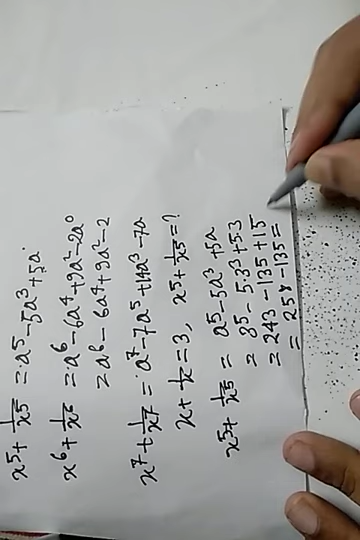 x⁵ + 1/x⁵ = a⁵ - 5a³ + 5a
x⁶ + 1/x⁶ = a⁶ - 6a⁴ + 9a² - 2a⁰
= a⁶ - 6a⁴ + 9a² - 2
x⁷ + 1/x⁷ = a⁷ - 7a⁵ + 14a³ - 7a
x + 1/x = 3, x⁵ + 1/x⁵ = ?
x⁵ + 1/x⁵ = a⁵ - 5a³ + 5a
= 3⁵ - 5.3³ + 5.3
= 243 - 135 + 15
= 258 - 135 =